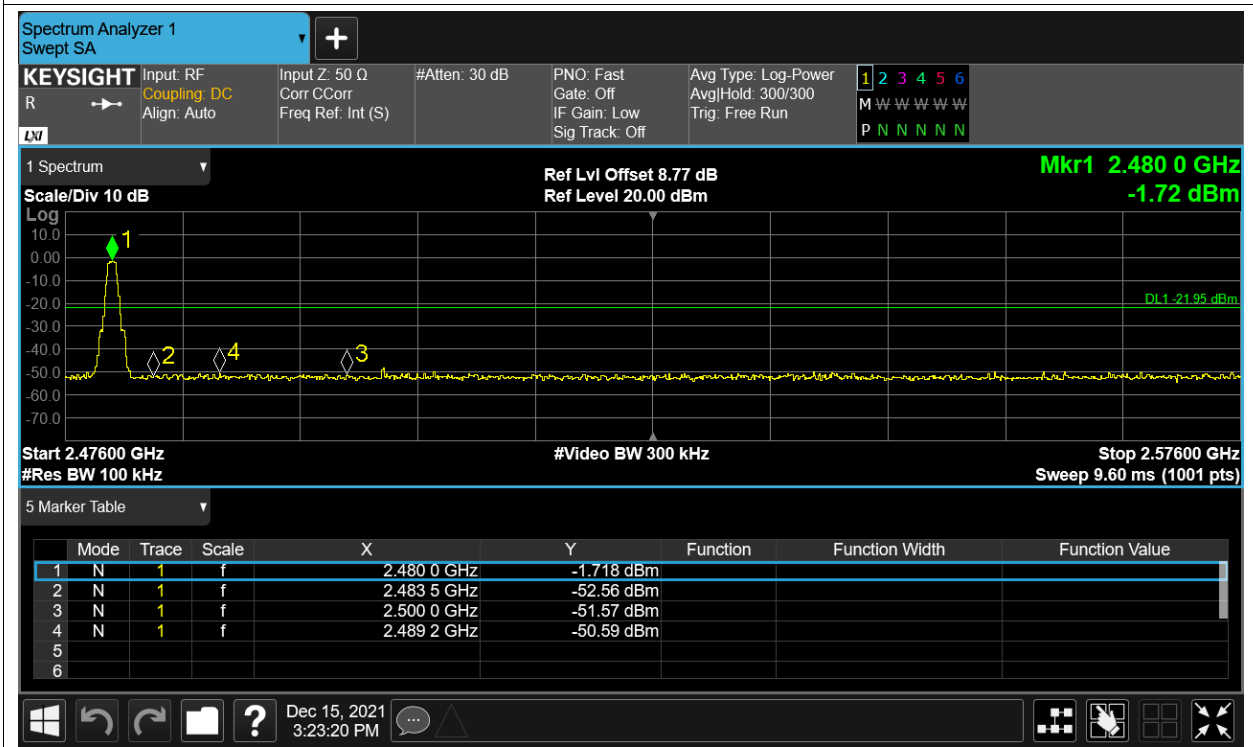 Spectrum Analyzer 1
Swept SA
KEYSIGHT
R
LXI
Input: RF
Coupling: DC
Align: Auto
Input Z: 50 Ω
Corr CCorr
Freq Ref: Int (S)
#Atten: 30 dB
PNO: Fast
Gate: Off
IF Gain: Low
Sig Track: Off
Avg Type: Log-Power
Avg|Hold: 300/300
Trig: Free Run
1 2 3 4 5 6
M W W W W W
P N N N N N
1 Spectrum
Scale/Div 10 dB
Ref Lvl Offset 8.77 dB
Ref Level 20.00 dBm
Mkr1 2.480 0 GHz
-1.72 dBm
Log
10.0
0.00
-10.0
-20.0
-30.0
-40.0
-50.0
-60.0
-70.0
1
2
4
3
DL1 -21.95 dBm
Start 2.47600 GHz
#Res BW 100 kHz
#Video BW 300 kHz
Stop 2.57600 GHz
Sweep 9.60 ms (1001 pts)
5 Marker Table
Mode Trace Scale X Y Function Function Width Function Value
1 N 1 f 2.480 0 GHz -1.718 dBm
2 N 1 f 2.483 5 GHz -52.56 dBm
3 N 1 f 2.500 0 GHz -51.57 dBm
4 N 1 f 2.489 2 GHz -50.59 dBm
5
6
?
Dec 15, 2021
3:23:20 PM